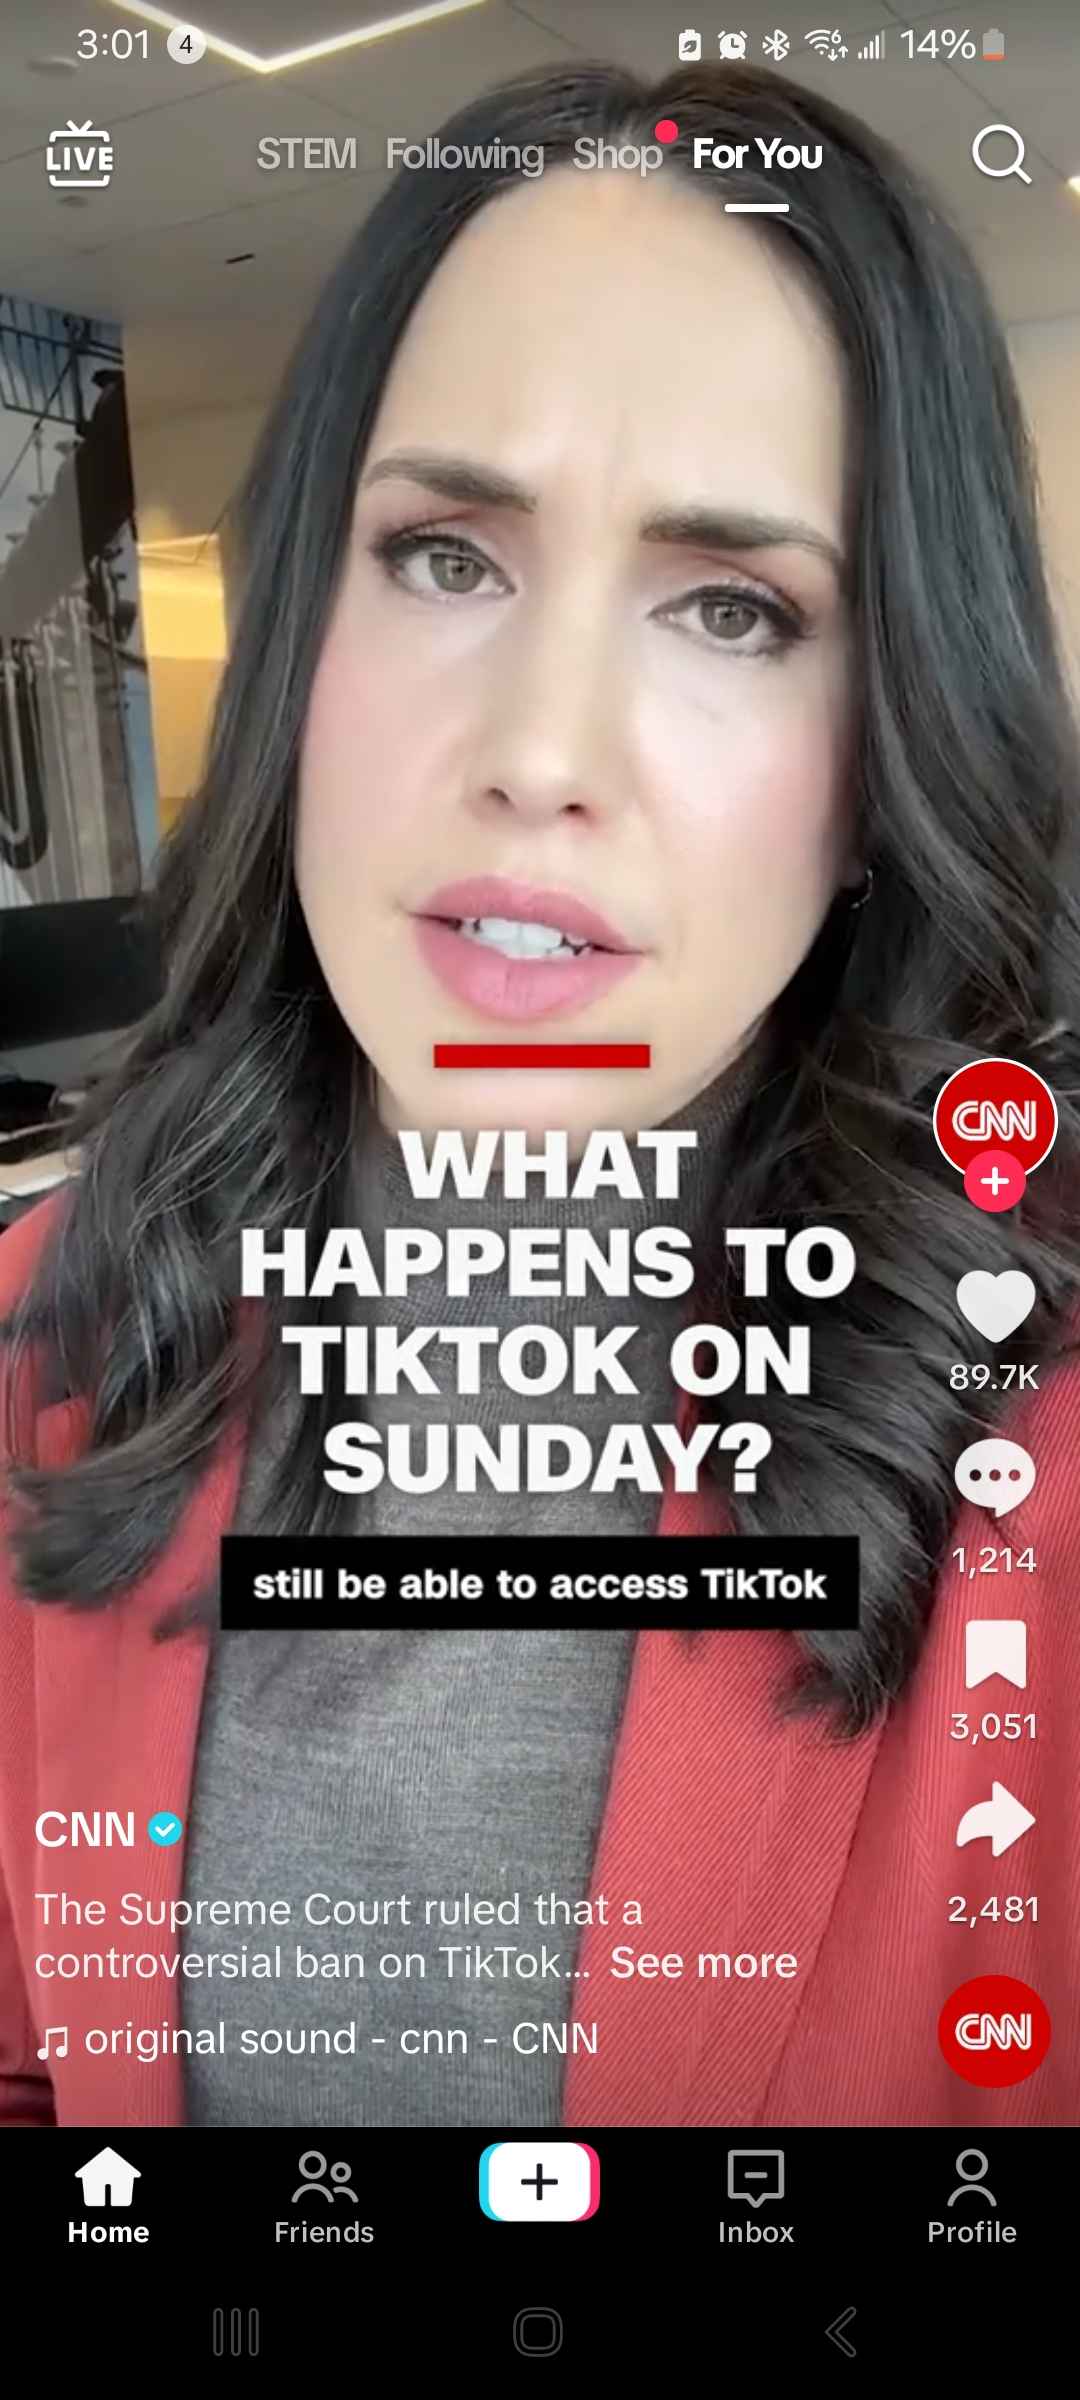 3:01 4 14%
LIVE STEM Following Shop For You
WHAT
HAPPENS TO
TIKTOK ON
SUNDAY?
still be able to access TikTok
CNN
89.7K
1,214
3,051
2,481
CNN
The Supreme Court ruled that a
controversial ban on TikTok... See more
original sound - cnn - CNN
CNN
Home Friends Inbox Profile